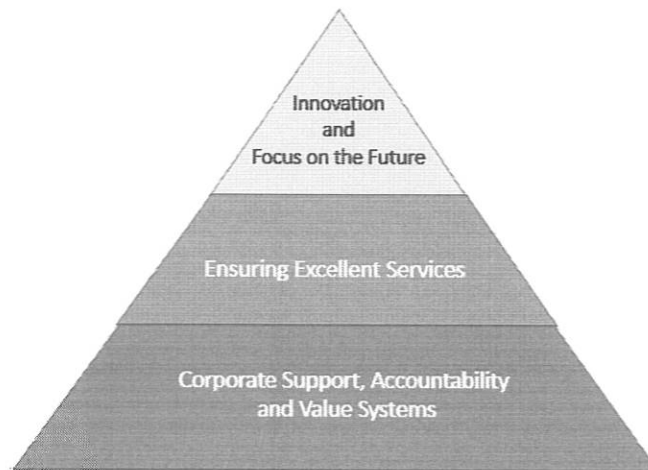 Innovation
and
Focus on the Future
Ensuring Excellent Services
Corporate Support, Accountability
and Value Systems